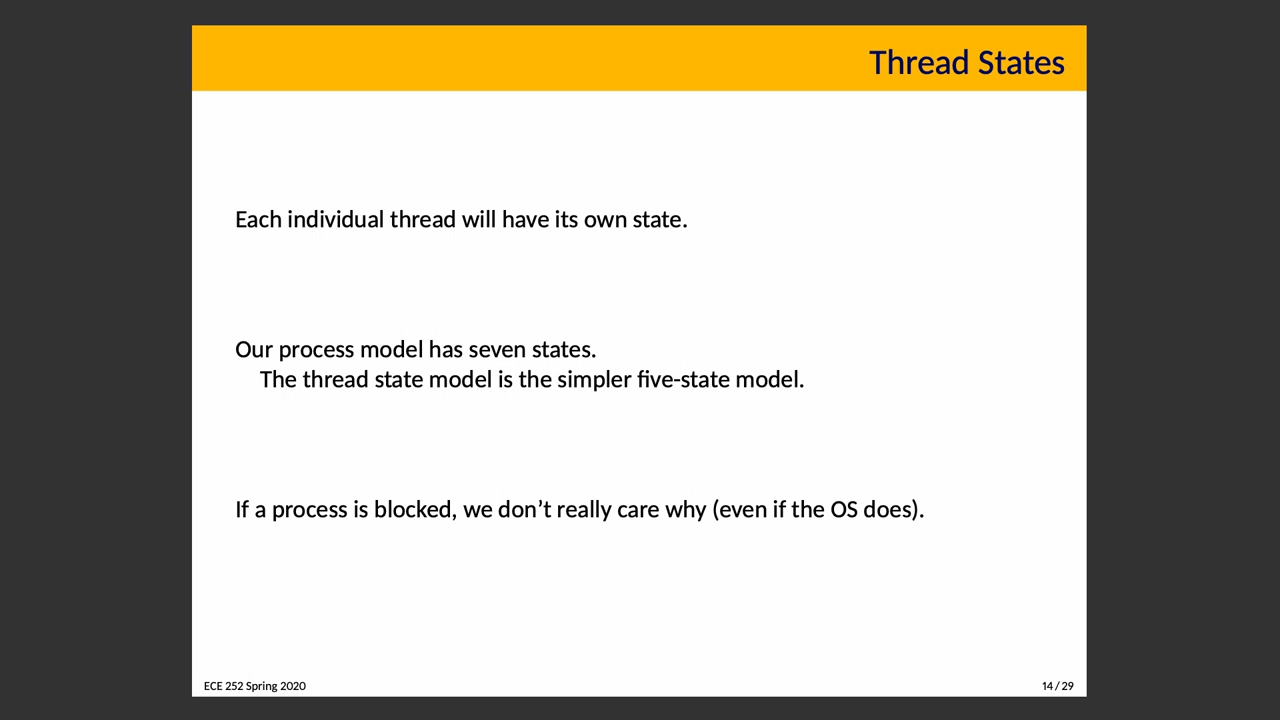 Thread States
Each individual thread will have its own state.
Our process model has seven states.
The thread state model is the simpler five-state model.
If a process is blocked, we don’t really care why (even if the OS does).
ECE 252 Spring 2020
14 / 29